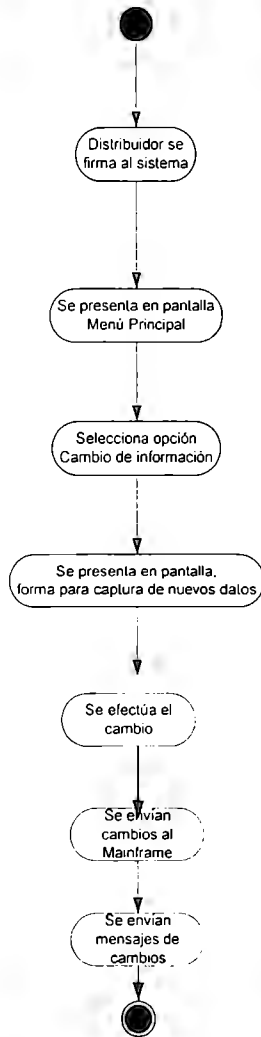 Distribuidor se
firma al sistema
Se presenta en pantalla
Menú Principal
Selecciona opción
Cambio de información
Se presenta en pantalla,
forma para captura de nuevos datos
Se efectúa el
cambio
Se envían
cambios al
Mainframe
Se envían
mensajes de
cambios